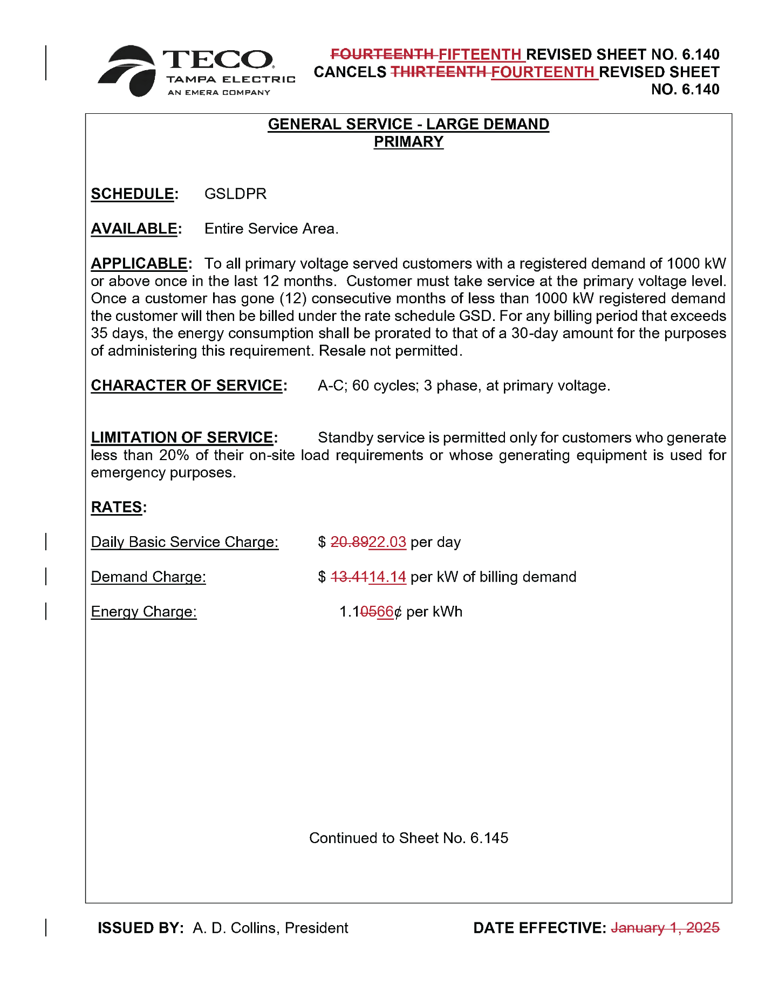 TECO®
TAMPA ELECTRIC
AN EMERA COMPANY
FOURTEENTH FIFTEENTH REVISED SHEET NO. 6.140
CANCELS THIRTEENTH FOURTEENTH REVISED SHEET
NO. 6.140
GENERAL SERVICE - LARGE DEMAND
PRIMARY
SCHEDULE: GSLDPR
AVAILABLE: Entire Service Area.
APPLICABLE: To all primary voltage served customers with a registered demand of 1000 kW
or above once in the last 12 months. Customer must take service at the primary voltage level.
Once a customer has gone (12) consecutive months of less than 1000 kW registered demand
the customer will then be billed under the rate schedule GSD. For any billing period that exceeds
35 days, the energy consumption shall be prorated to that of a 30-day amount for the purposes
of administering this requirement. Resale not permitted.
CHARACTER OF SERVICE: A-C; 60 cycles; 3 phase, at primary voltage.
LIMITATION OF SERVICE: Standby service is permitted only for customers who generate
less than 20% of their on-site load requirements or whose generating equipment is used for
emergency purposes.
RATES:
Daily Basic Service Charge: $ 20.8922.03 per day
Demand Charge: $ 13.4114.14 per kW of billing demand
Energy Charge: 1.10566¢ per kWh
Continued to Sheet No. 6.145
ISSUED BY: A. D. Collins, President
DATE EFFECTIVE: January 1, 2025